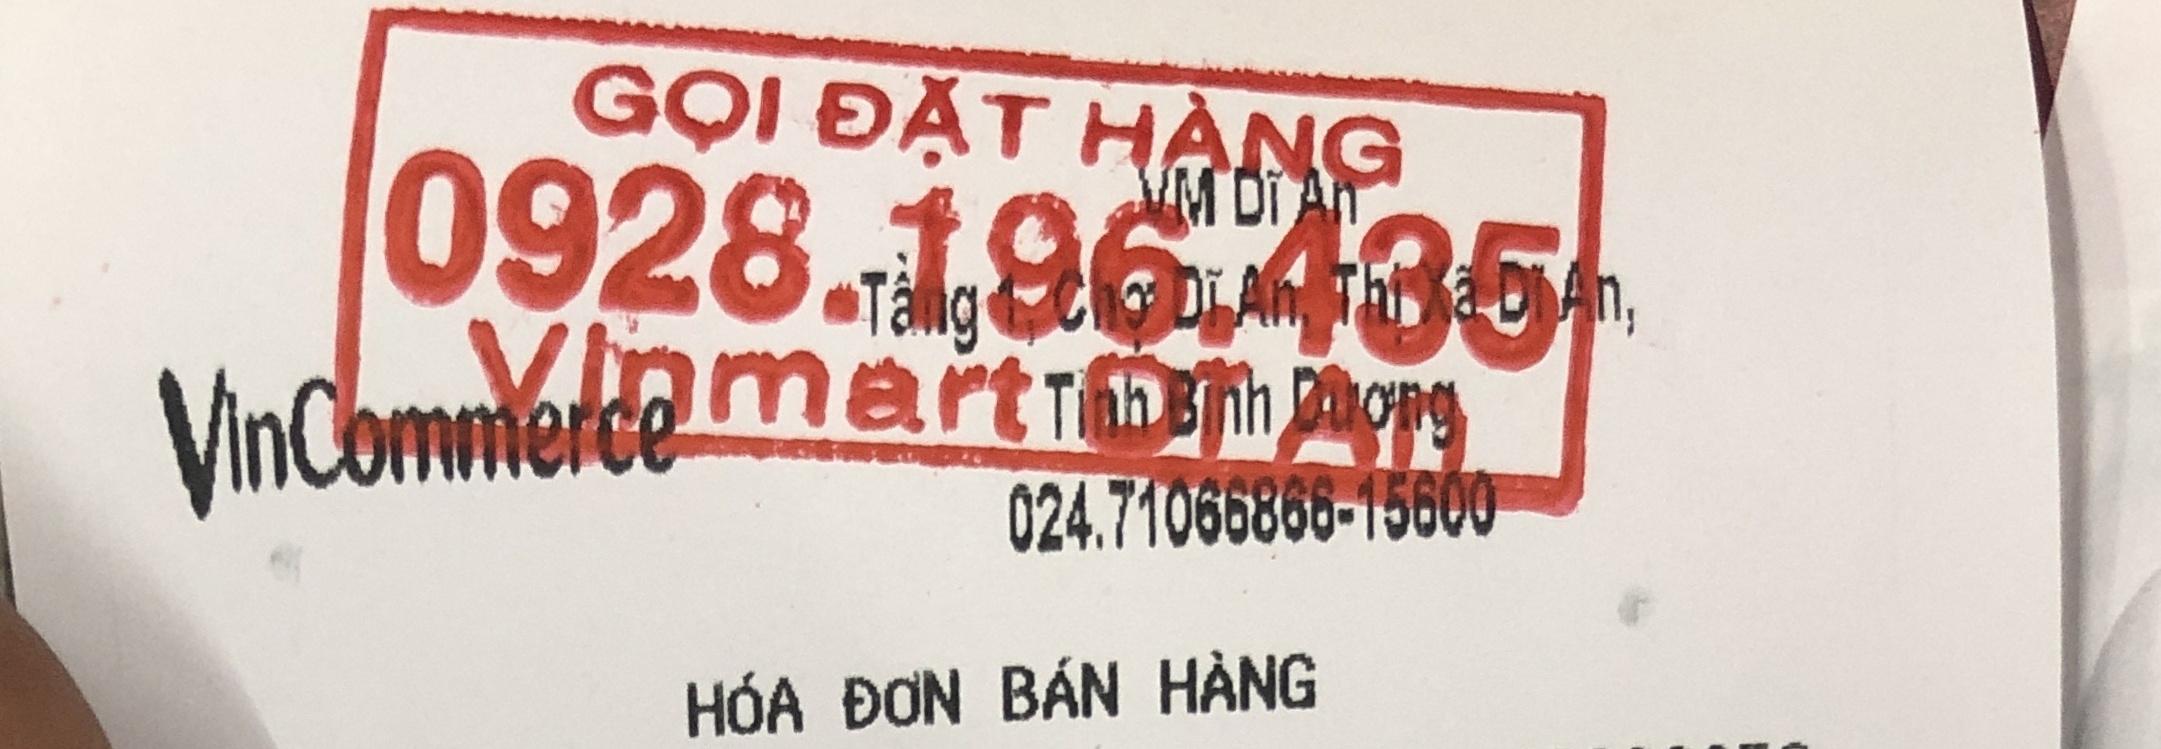 GỌI ĐẶT HÀNG
0928.196.435
Vinmart Dĩ An
VinCommerce
VM Dĩ An
Tầng 1, Chợ Dĩ An, Thị Xã Dĩ An,
Tỉnh Bình Dương
024.71066866-15600
HÓA ĐƠN BÁN HÀNG